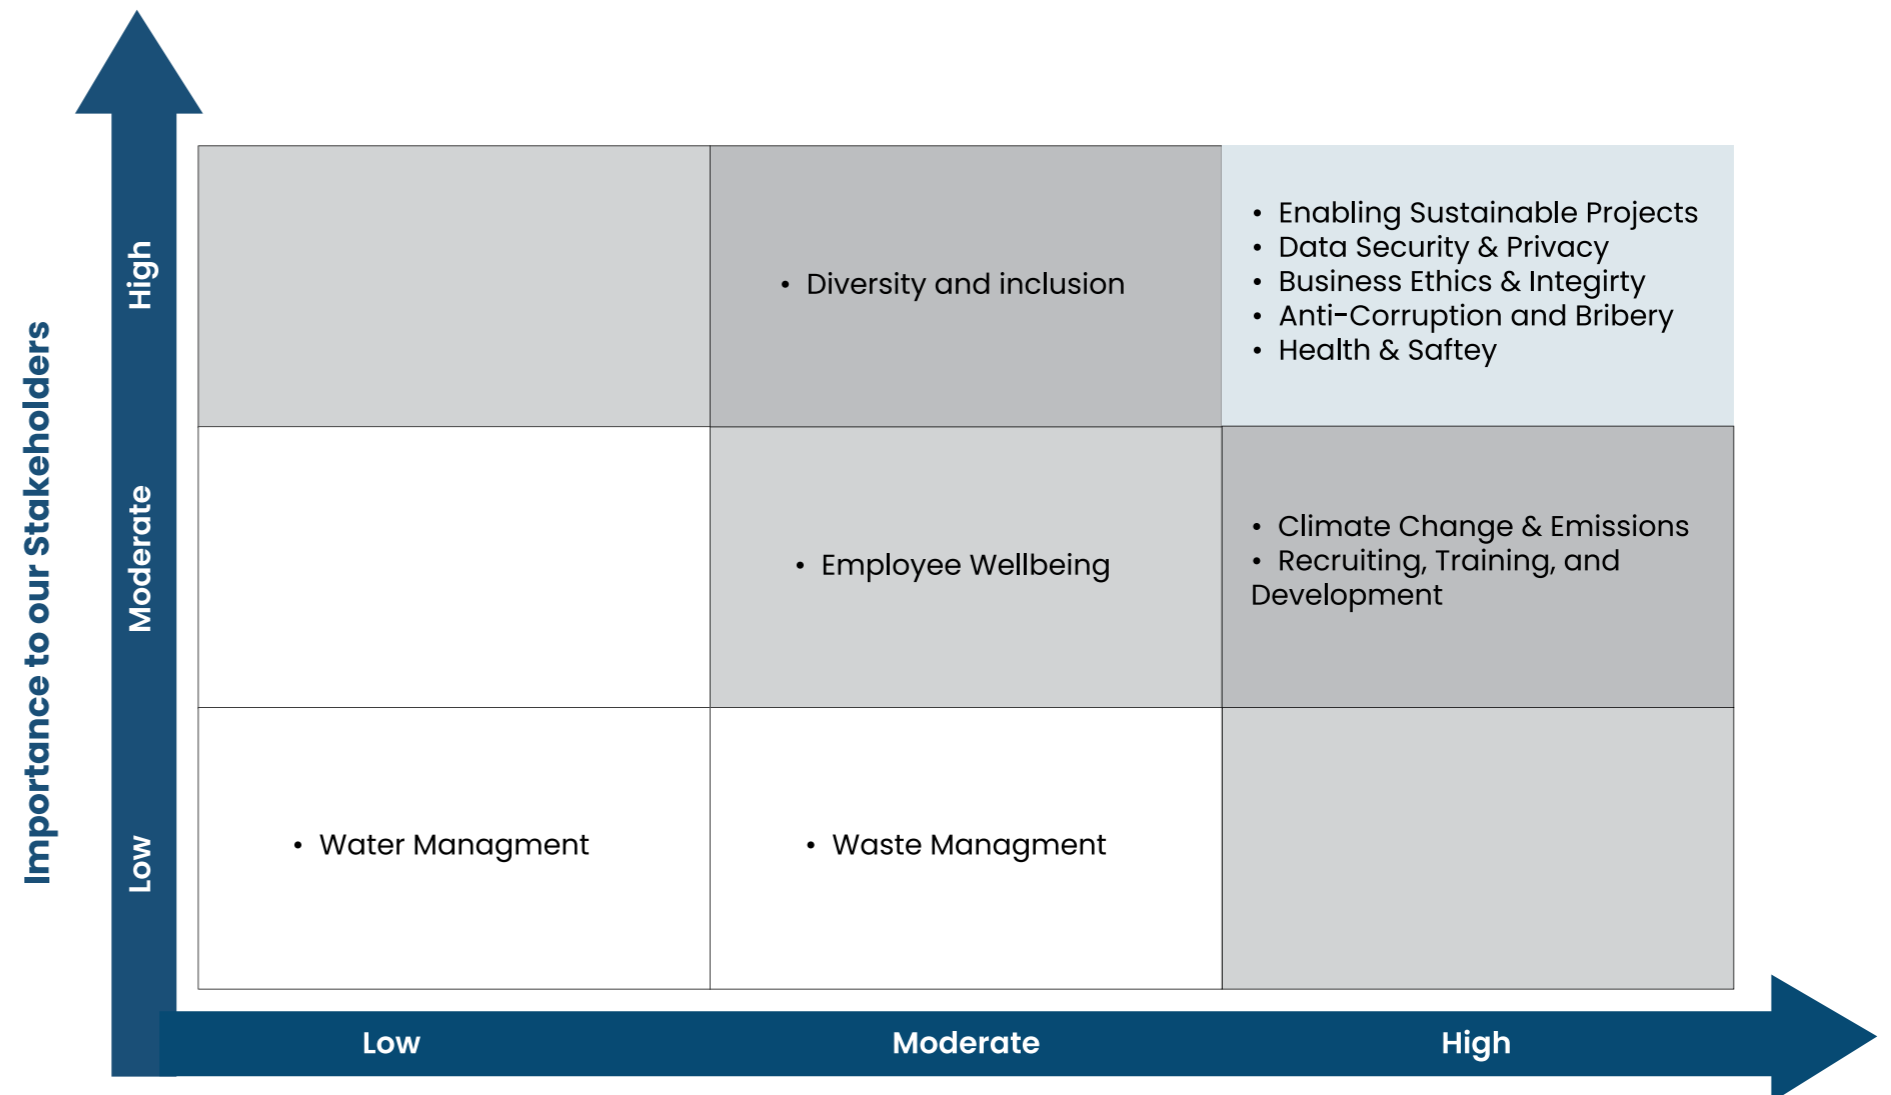 Importance to our Stakeholders
High
Moderate
Low
• Diversity and inclusion
• Enabling Sustainable Projects
• Data Security & Privacy
• Business Ethics & Integirty
• Anti-Corruption and Bribery
• Health & Saftey
• Employee Wellbeing
• Climate Change & Emissions
• Recruiting, Training, and
Development
• Water Managment
• Waste Managment
Low
Moderate
High